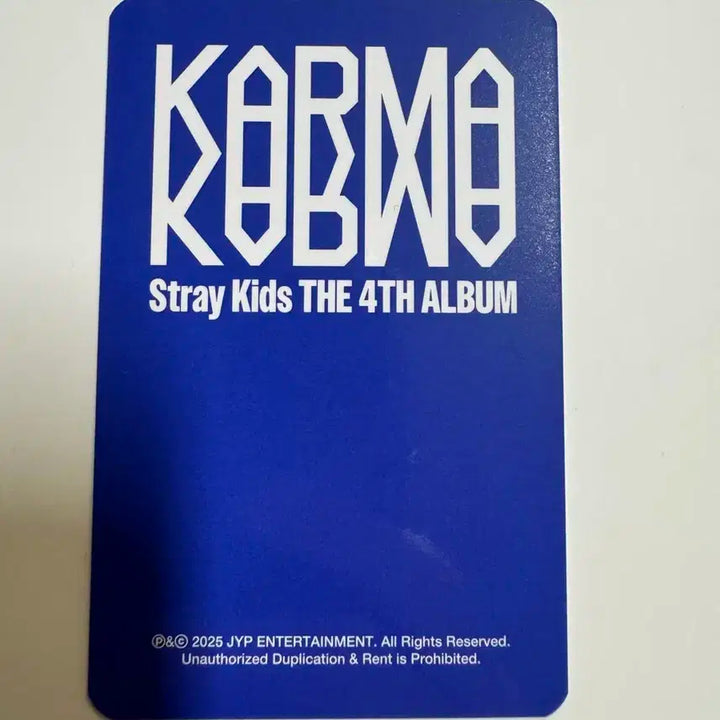 KARMA
Stray Kids THE 4TH ALBUM
℗&© 2025 JYP ENTERTAINMENT. All Rights Reserved.
Unauthorized Duplication & Rent is Prohibited.